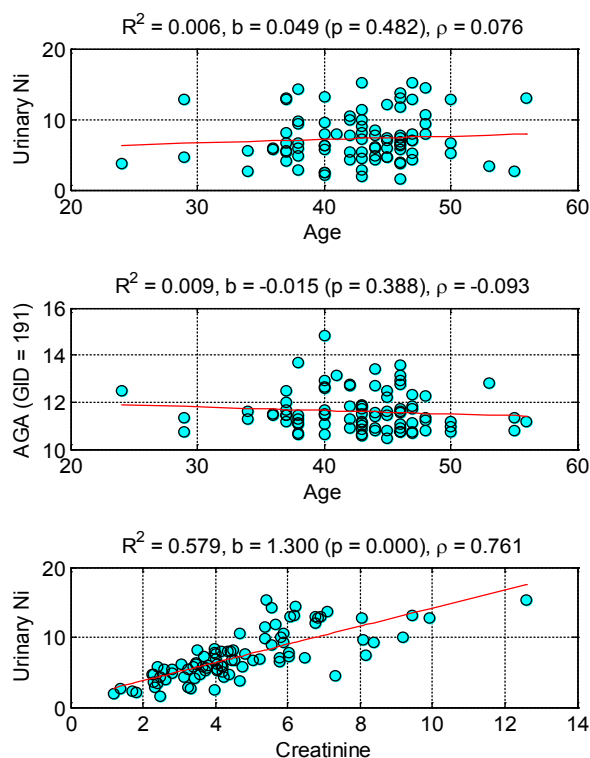 R² = 0.006, b = 0.049 (p = 0.482), ρ = 0.076
20
10
0
Urinary Ni
20 30 40 50 60
Age
R² = 0.009, b = -0.015 (p = 0.388), ρ = -0.093
16
14
12
10
AGA (GID = 191)
20 30 40 50 60
Age
R² = 0.579, b = 1.300 (p = 0.000), ρ = 0.761
20
10
0
Urinary Ni
0 2 4 6 8 10 12 14
Creatinine